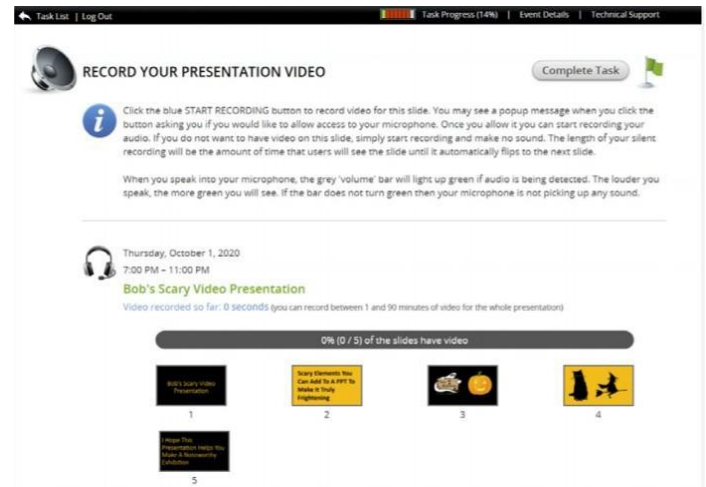 Task List | Log Out
Task Progress (14%) | Event Details | Technical Support
RECORD YOUR PRESENTATION VIDEO
Complete Task
Click the blue START RECORDING button to record video for this slide. You may see a popup message when you click the
button asking you if you would like to allow access to your microphone. Once you allow it you can start recording your
audio. If you do not want to have video on this slide, simply start recording and make no sound. The length of your silent
recording will be the amount of time that users will see the slide until it automatically flips to the next slide.
When you speak into your microphone, the grey 'volume' bar will light up green if audio is being detected. The louder you
speak, the more green you will see. If the bar does not turn green then your microphone is not picking up any sound.
Thursday, October 1, 2020
7:00 PM – 11:00 PM
Bob's Scary Video Presentation
Video recorded so far: 0 seconds (you can record between 1 and 90 minutes of video for the whole presentation)
0% (0 / 5) of the slides have video
Bob's Scary Video
Presentation
1
Scary Elements You
Can Add To A PPT To
Make It Truly
Frightening
2
3
4
I Hope This
Presentation Helps You
Make A Noteworthy
Exhibition
5